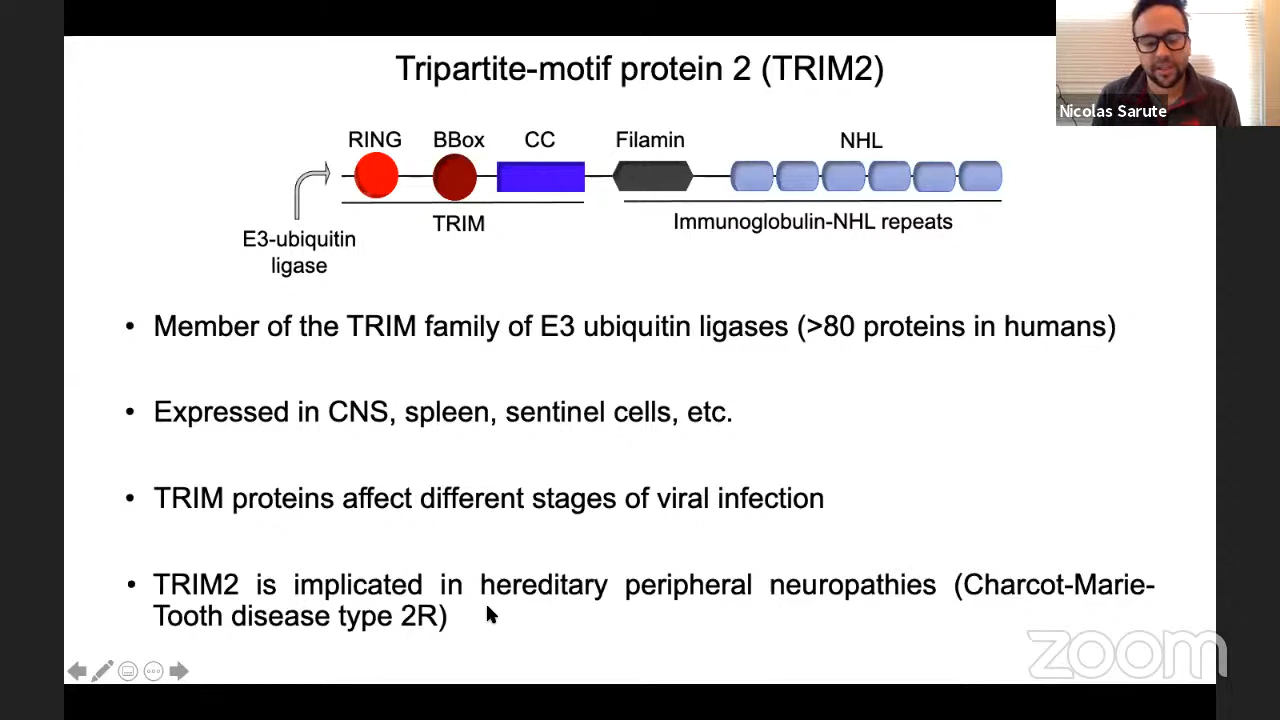 Tripartite-motif protein 2 (TRIM2)
Nicolas Sarute
RING BBox CC Filamin NHL
TRIM
Immunoglobulin-NHL repeats
E3-ubiquitin
ligase
• Member of the TRIM family of E3 ubiquitin ligases (>80 proteins in humans)
• Expressed in CNS, spleen, sentinel cells, etc.
• TRIM proteins affect different stages of viral infection
• TRIM2 is implicated in hereditary peripheral neuropathies (Charcot-Marie-
Tooth disease type 2R)
zoom